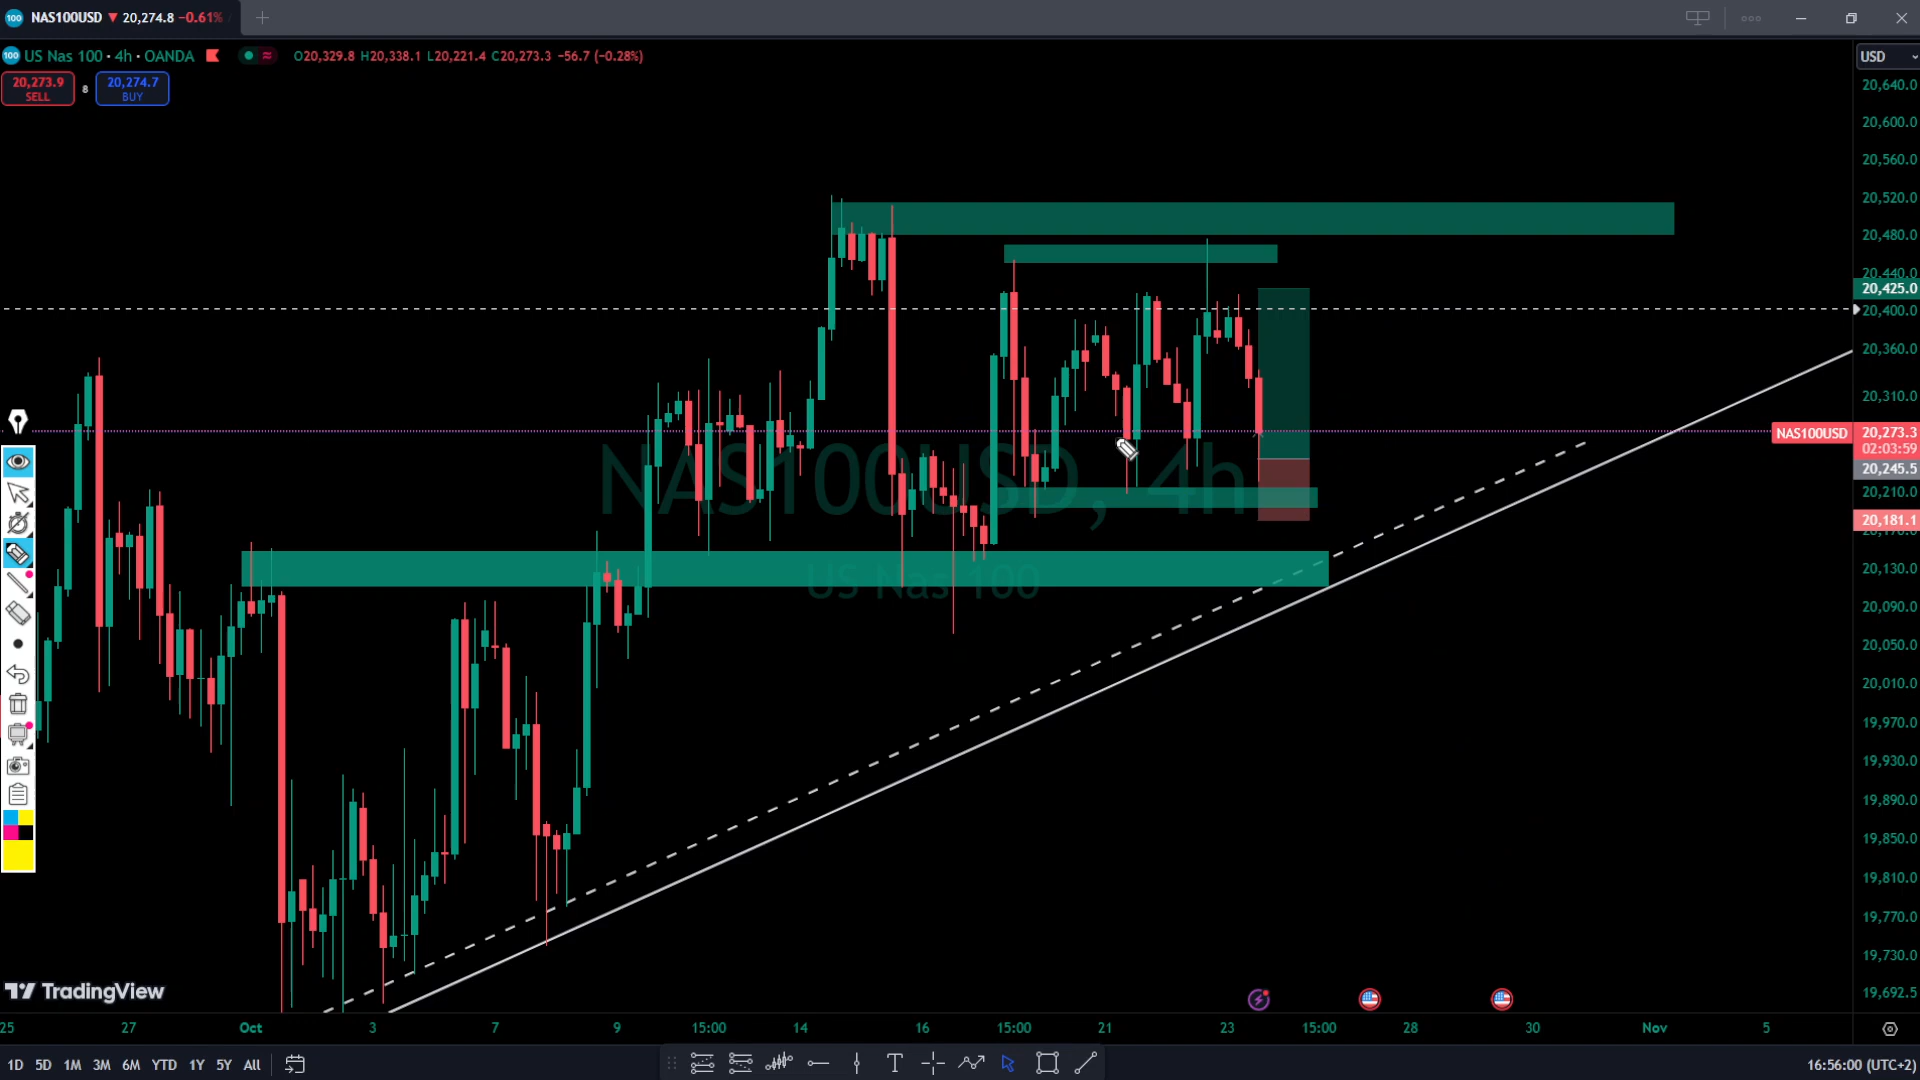 NAS100USD ▼ 20,274.8 −0.61%
US Nas 100 · 4h · OANDA O20,329.8 H20,338.1 L20,221.4 C20,273.3 −56.7 (−0.28%)
USD
20,273.9
SELL
8
20,274.7
BUY
20,640.0
20,600.0
20,560.0
20,520.0
20,480.0
20,440.0
20,425.0
20,400.0
20,360.0
20,310.0
NAS100USD 20,273.3
02:03:59
20,245.5
20,210.0
20,181.1
20,130.0
20,090.0
20,050.0
20,010.0
19,970.0
19,930.0
19,890.0
19,850.0
19,810.0
19,770.0
19,730.0
19,692.5
NAS100USD, 4h
US Nas 100
TradingView
25 27 Oct 3 7 9 15:00 14 16 15:00 21 23 15:00 28 30 Nov 5
1D 5D 1M 3M 6M YTD 1Y 5Y All
16:56:00 (UTC+2)